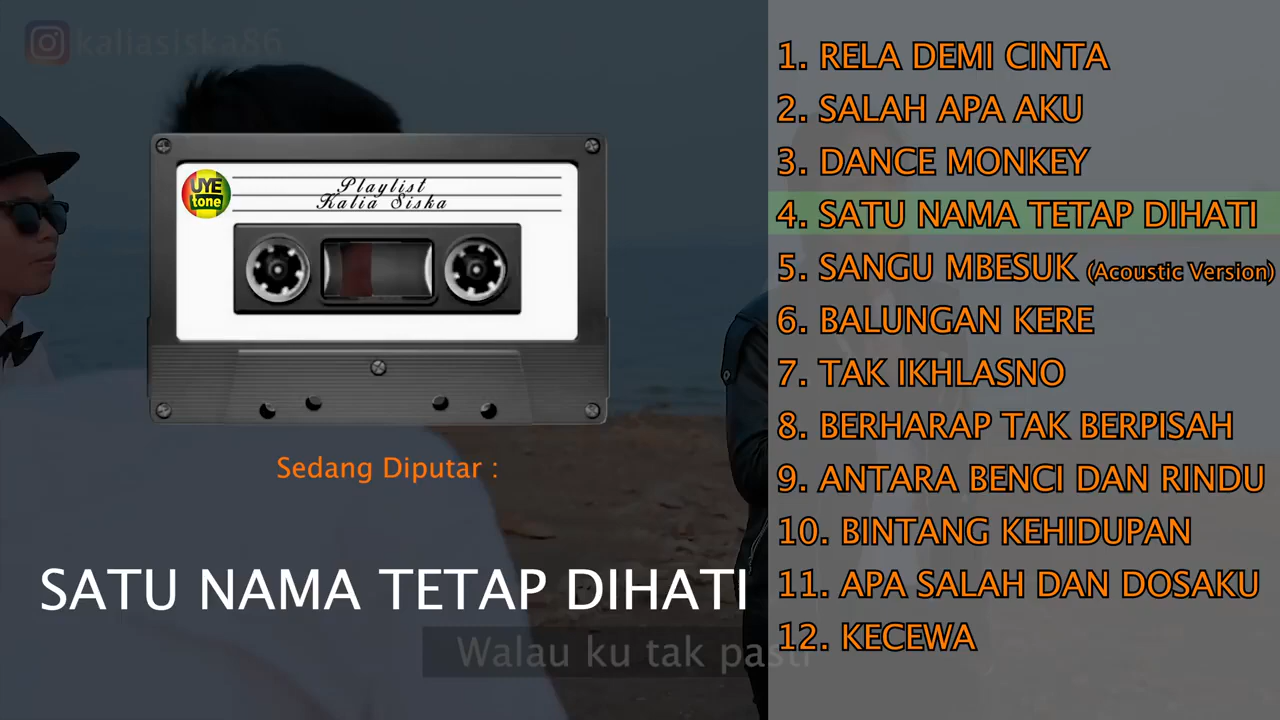 kaliasiska86
UYE
tone
Playlist
Kalia Siska
Sedang Diputar :
SATU NAMA TETAP DIHATI
Walau ku tak pasti
1. RELA DEMI CINTA
2. SALAH APA AKU
3. DANCE MONKEY
4. SATU NAMA TETAP DIHATI
5. SANGU MBESUK (Acoustic Version)
6. BALUNGAN KERE
7. TAK IKHLASNO
8. BERHARAP TAK BERPISAH
9. ANTARA BENCI DAN RINDU
10. BINTANG KEHIDUPAN
11. APA SALAH DAN DOSAKU
12. KECEWA